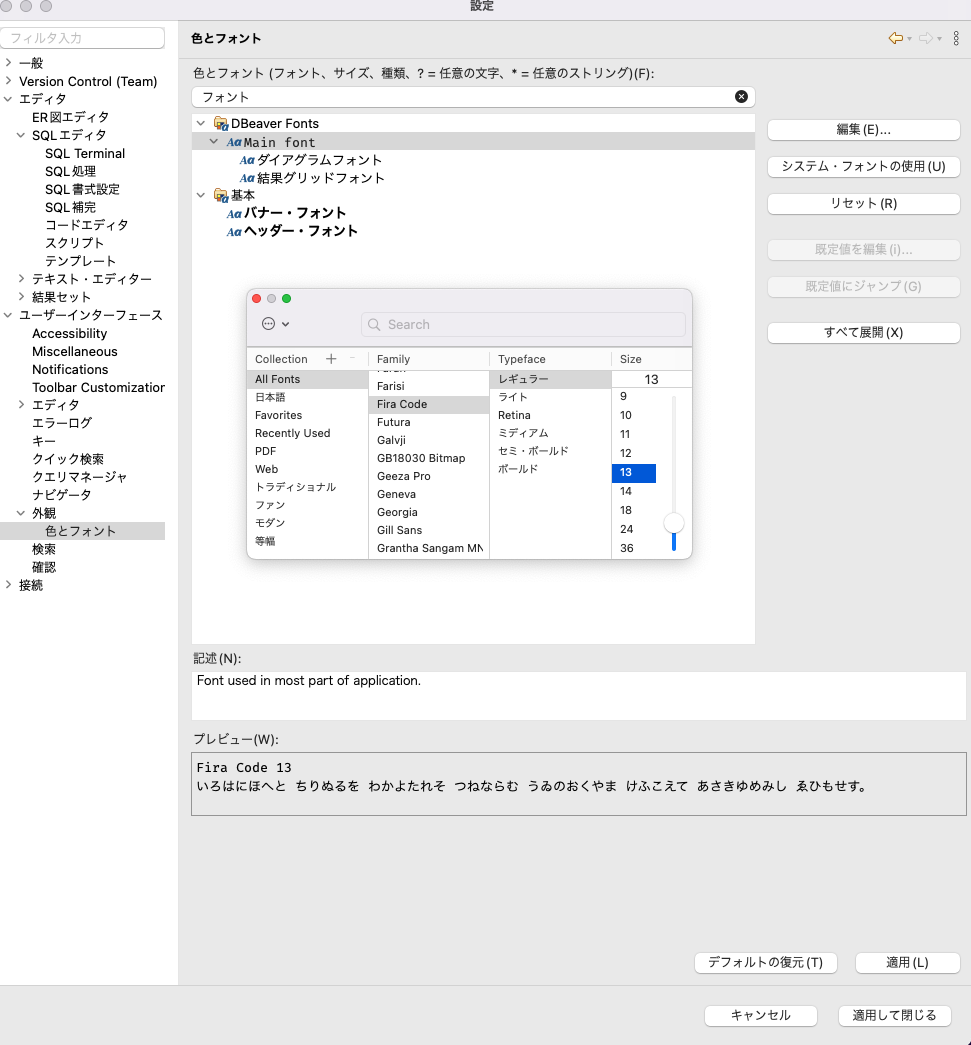 設定
フィルタ入力
一般
Version Control (Team)
エディタ
ER図エディタ
SQLエディタ
SQL Terminal
SQL処理
SQL書式設定
SQL補完
コードエディタ
スクリプト
テンプレート
テキスト・エディター
結果セット
ユーザーインターフェース
Accessibility
Miscellaneous
Notifications
Toolbar Customization
エディタ
エラーログ
キー
クイック検索
クエリマネージャ
ナビゲータ
外観
色とフォント
検索
確認
接続
色とフォント
色とフォント (フォント、サイズ、種類、? = 任意の文字、* = 任意のストリング)(F):
フォント
DBeaver Fonts
Main font
ダイアグラムフォント
結果グリッドフォント
基本
バナー・フォント
ヘッダー・フォント
編集(E)...
システム・フォントの使用(U)
リセット(R)
既定値を編集(i)...
既定値にジャンプ(G)
すべて展開(X)
Search
Collection
All Fonts
日本語
Favorites
Recently Used
PDF
Web
トラディショナル
ファン
モダン
等幅
Family
Farisi
Fira Code
Futura
Galvji
GB18030 Bitmap
Geeza Pro
Geneva
Georgia
Gill Sans
Grantha Sangam MN
Typeface
レギュラー
ライト
Retina
ミディアム
セミ・ボールド
ボールド
Size
13
9
10
11
12
13
14
18
24
36
記述(N):
Font used in most part of application.
プレビュー(W):
Fira Code 13
いろはにほへと ちりぬるを わかよたれそ つねならむ うゐのおくやま けふこえて あさきゆめみし ゑひもせす。
デフォルトの復元(T)
適用(L)
キャンセル
適用して閉じる